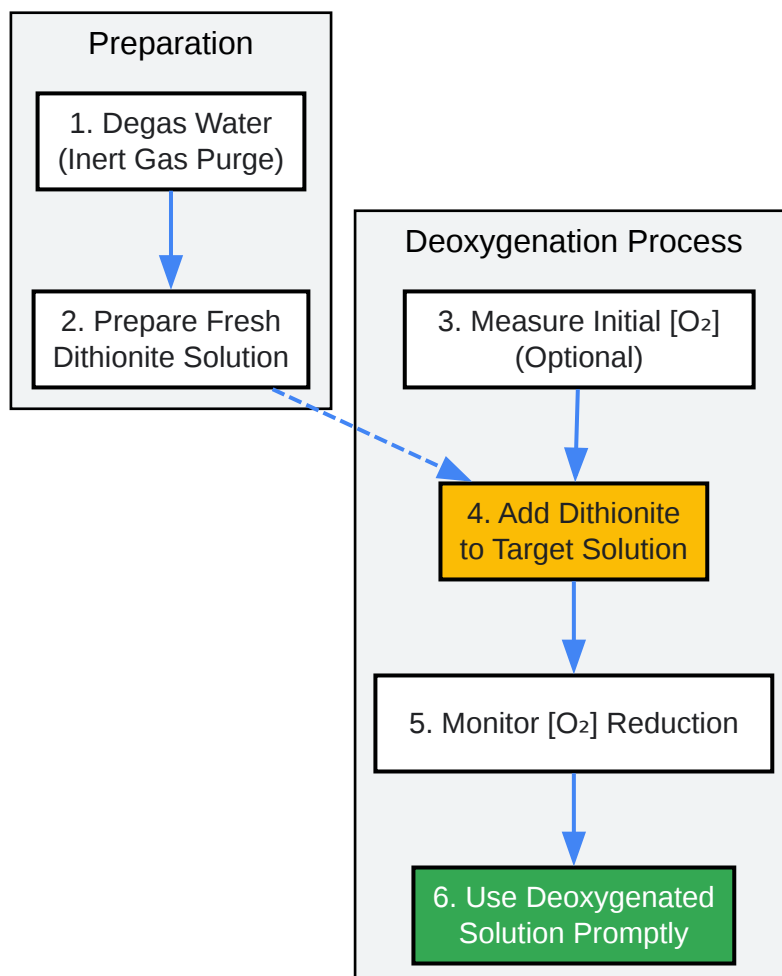 Preparation
1. Degas Water
(Inert Gas Purge)
2. Prepare Fresh
Dithionite Solution
Deoxygenation Process
3. Measure Initial [O₂]
(Optional)
4. Add Dithionite
to Target Solution
5. Monitor [O₂] Reduction
6. Use Deoxygenated
Solution Promptly